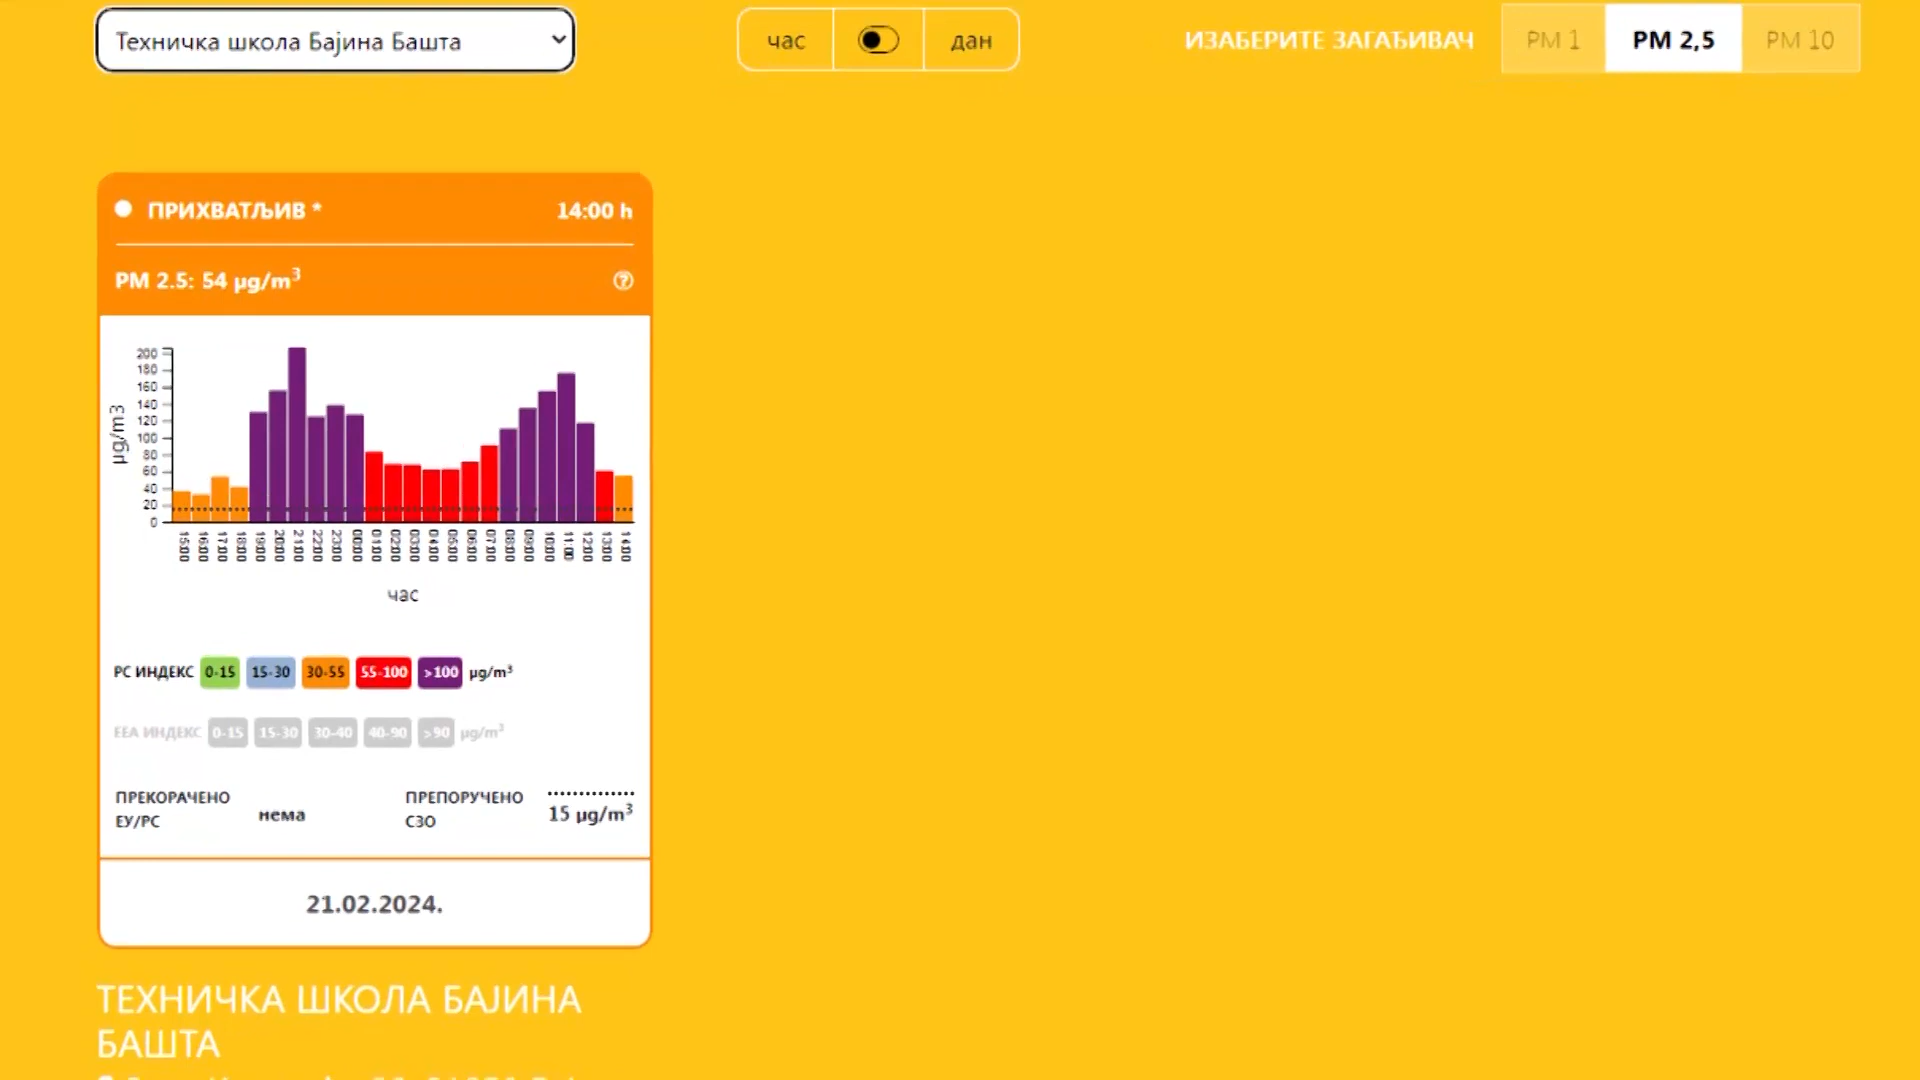 Техничка школа Бајина Башта
час
дан
ИЗАБЕРИТЕ ЗАГАЂИВАЧ
PM 1
PM 2,5
PM 10
ПРИХВАТЉИВ *
14:00 h
PM 2.5: 54 µg/m³
µg/m3
200
180
160
140
120
100
80
60
40
20
0
15:00
16:00
17:00
18:00
19:00
20:00
21:00
22:00
23:00
00:00
01:00
02:00
03:00
04:00
05:00
06:00
07:00
08:00
09:00
10:00
11:00
12:00
13:00
14:00
час
РС ИНДЕКС 0-15 15-30 30-55 55-100 >100 µg/m³
ЕЕА ИНДЕКС 0-15 15-30 30-40 40-90 >90 µg/m³
ПРЕКОРАЧЕНО
ЕУ/РС
нема
ПРЕПОРУЧЕНО
СЗО
15 µg/m³
21.02.2024.
ТЕХНИЧКА ШКОЛА БАЈИНА
БАШТА